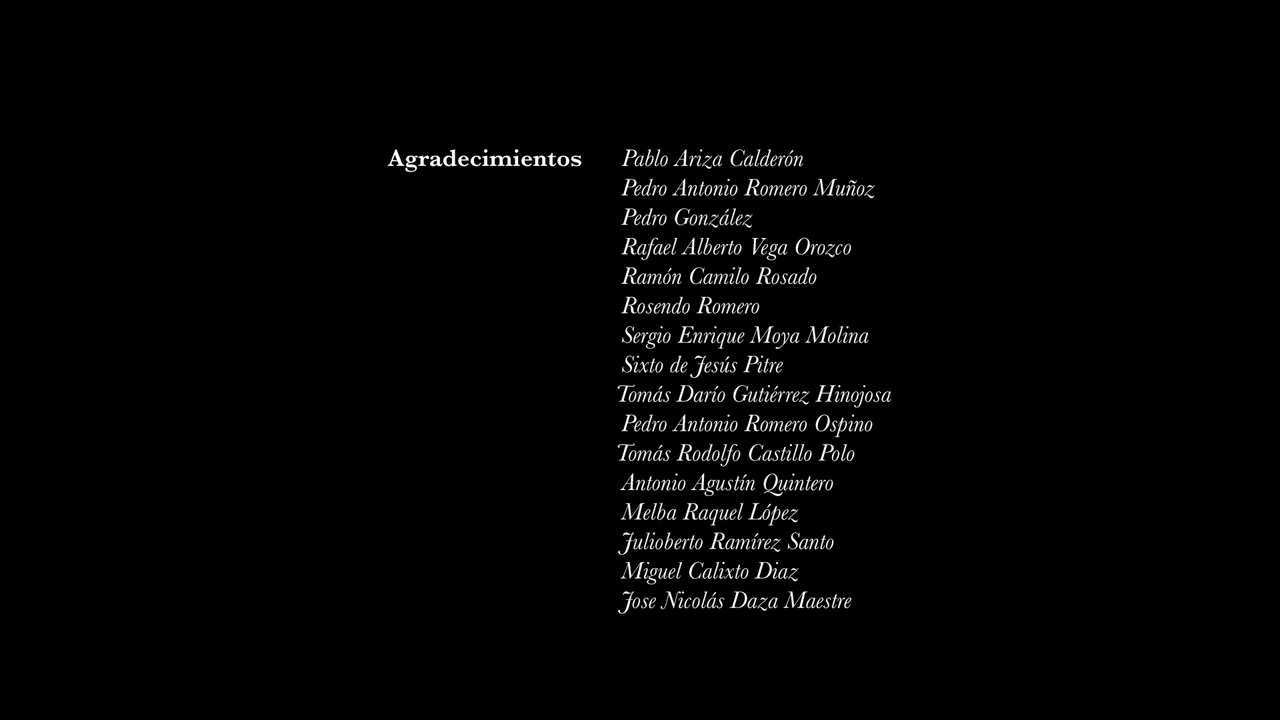 Agradecimientos Pablo Ariza Calderón
Pedro Antonio Romero Muñoz
Pedro González
Rafael Alberto Vega Orozco
Ramón Camilo Rosado
Rosendo Romero
Sergio Enrique Moya Molina
Sixto de Jesús Pitre
Tomás Darío Gutiérrez Hinojosa
Pedro Antonio Romero Ospino
Tomás Rodolfo Castillo Polo
Antonio Agustín Quintero
Melba Raquel López
Julioberto Ramírez Santo
Miguel Calixto Diaz
Jose Nicolás Daza Maestre